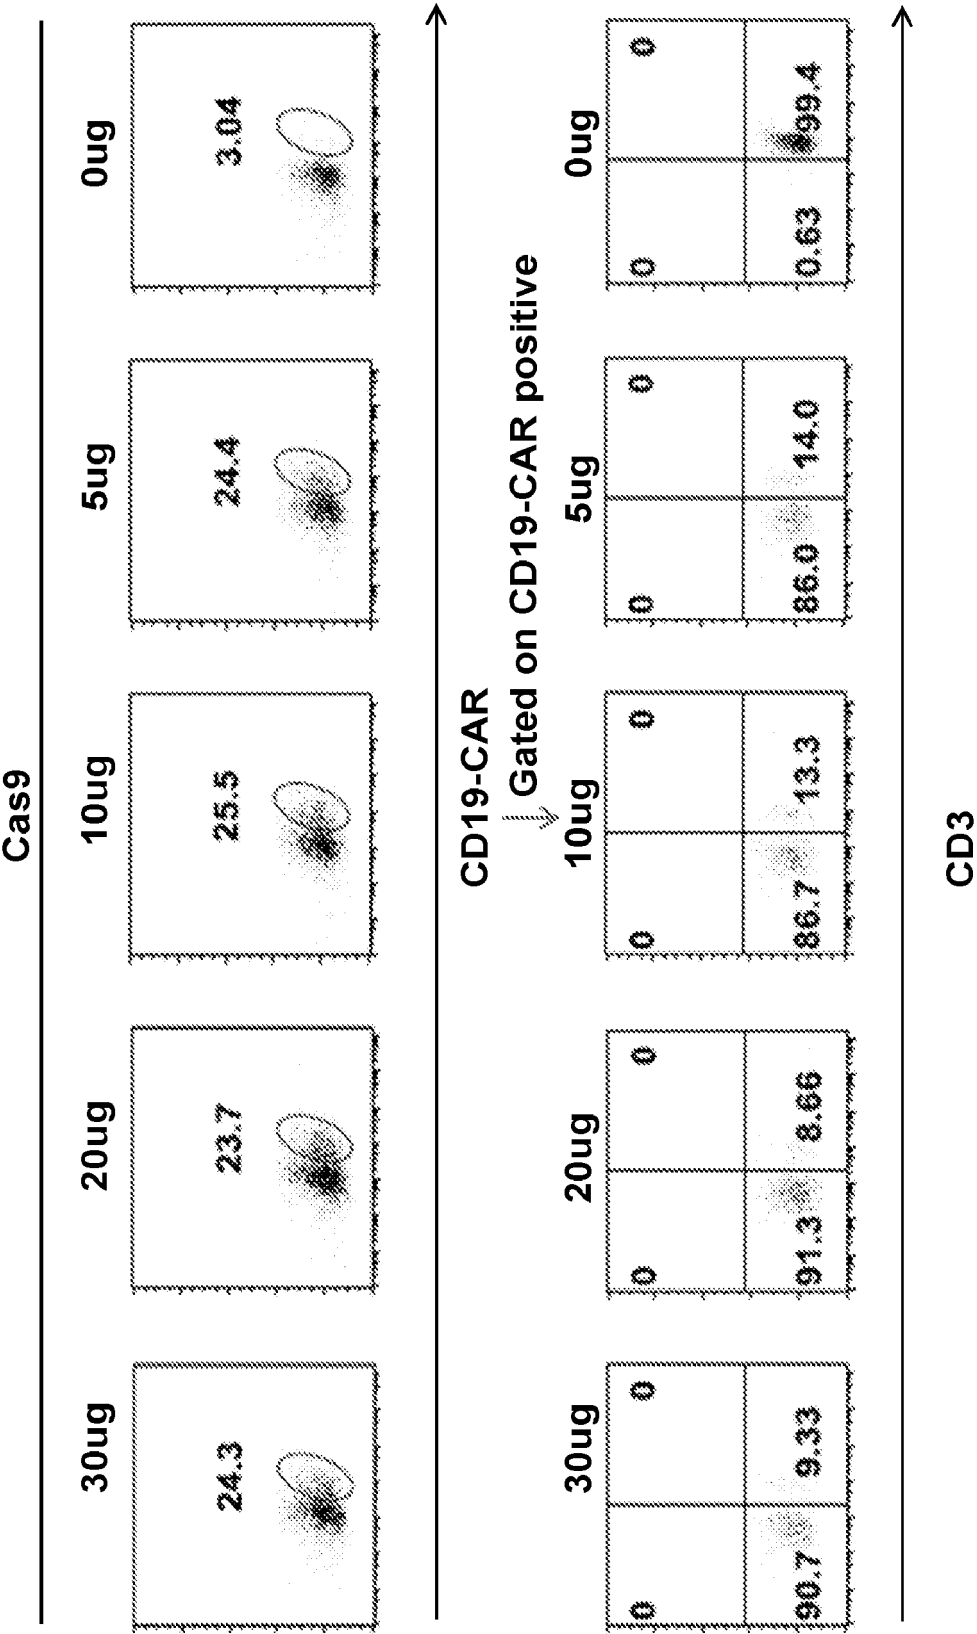 Cas9
30ug 20ug 10ug 5ug 0ug
24.3 23.7 25.5 24.4 3.04
CD19-CAR
Gated on CD19-CAR positive
30ug 20ug 10ug 5ug 0ug
0 0 0 0 0 0 0 0 0 0
90.7 9.33 91.3 8.66 86.7 13.3 86.0 14.0 0.63 99.4
CD3